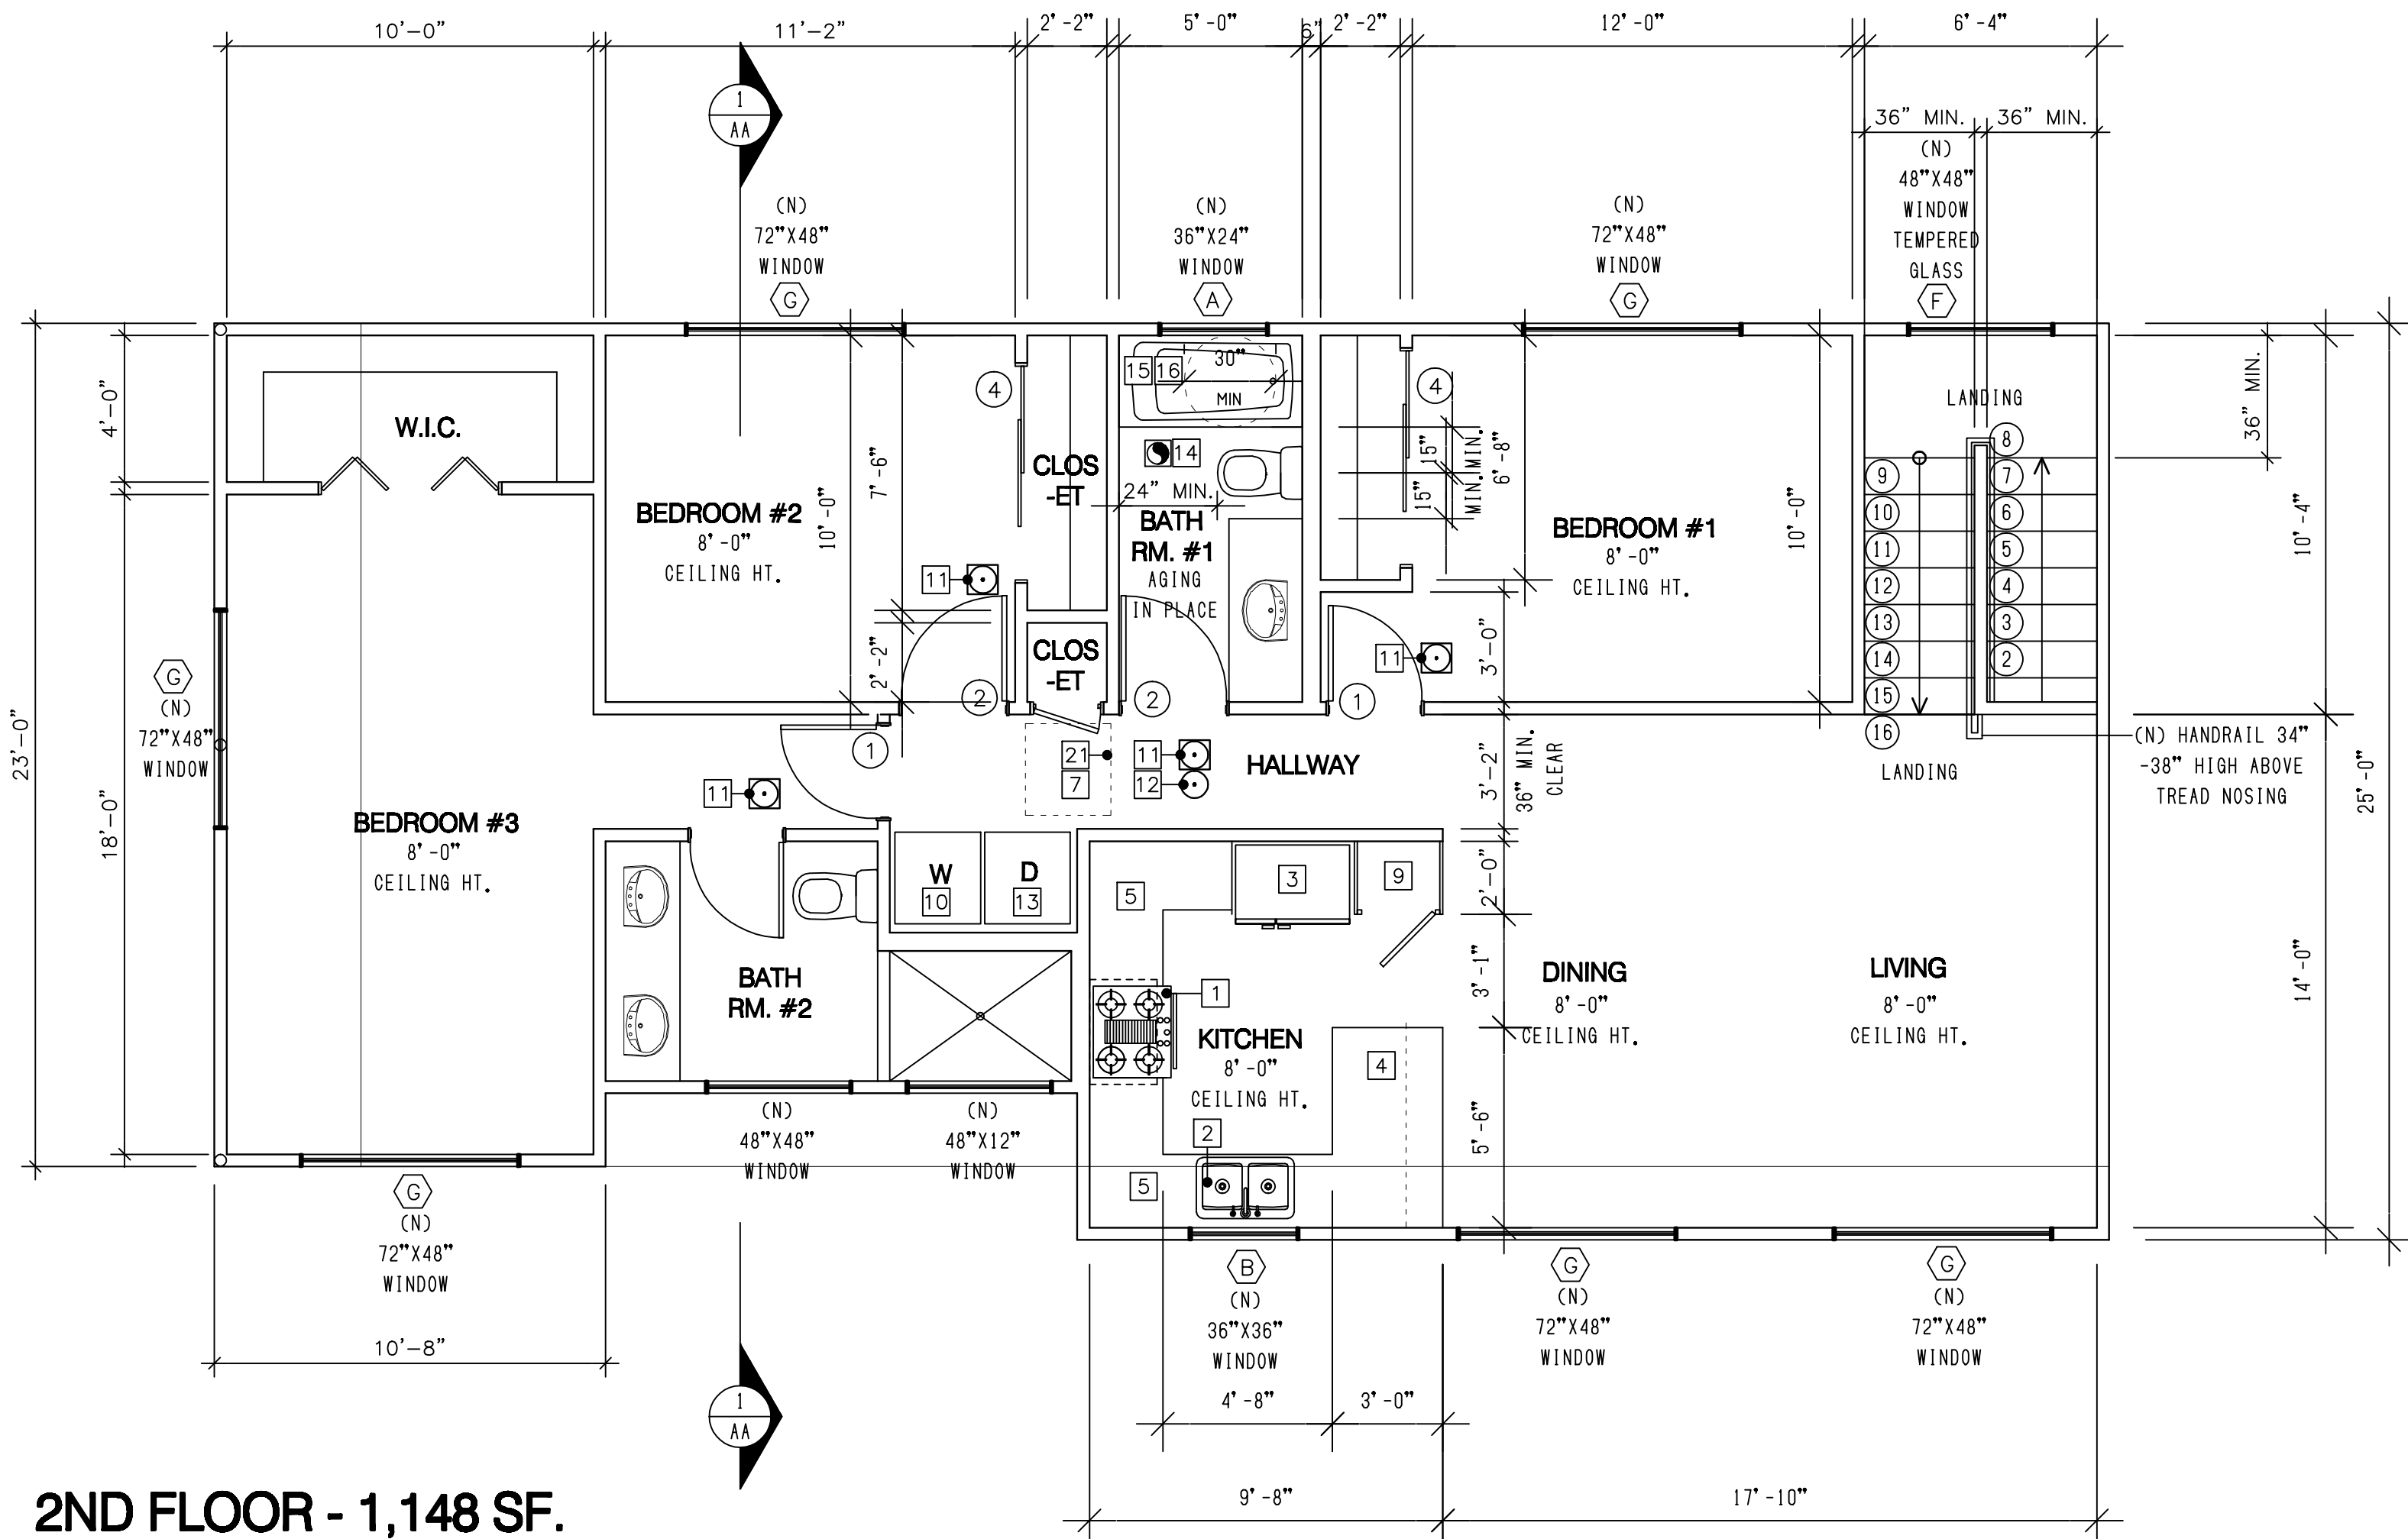 10'-0"
11'-2"
2'-2"
5'-0"
6"
2'-2"
12'-0"
6'-4"
36" MIN.
36" MIN.
1
AA
(N)
72"X48"
WINDOW
G
(N)
36"X24"
WINDOW
A
(N)
72"X48"
WINDOW
G
(N)
48"X48"
WINDOW
TEMPERED
GLASS
F
4'-0"
W.I.C.
23'-0"
18'-0"
G
(N)
72"X48"
WINDOW
BEDROOM #3
8'-0"
CEILING HT.
BEDROOM #2
8'-0"
CEILING HT.
10'-0"
7'-6"
2'-2"
4
11
2
1
11
CLOS
-ET
CLOS
-ET
15
16
30"
MIN
14
24" MIN.
BATH
RM. #1
AGING
IN PLACE
2
4
15"
MIN.
15"
MIN.
6'-8"
BEDROOM #1
8'-0"
CEILING HT.
10'-0"
11
1
3'-0"
LANDING
36" MIN.
10'-4"
8
9
7
10
6
11
5
12
4
13
3
14
2
15
16
LANDING
(N) HANDRAIL 34"
-38" HIGH ABOVE
TREAD NOSING
25'-0"
14'-0"
21
7
11
12
HALLWAY
3'-2"
36" MIN.
CLEAR
W
10
D
13
BATH
RM. #2
5
3
9
2'-0"
3'-1"
5'-6"
1
KITCHEN
8'-0"
CEILING HT.
4
2
5
DINING
8'-0"
CEILING HT.
LIVING
8'-0"
CEILING HT.
(N)
48"X48"
WINDOW
(N)
48"X12"
WINDOW
G
(N)
72"X48"
WINDOW
B
(N)
36"X36"
WINDOW
G
(N)
72"X48"
WINDOW
G
(N)
72"X48"
WINDOW
10'-8"
1
AA
4'-8"
3'-0"
9'-8"
17'-10"
2ND FLOOR - 1,148 SF.